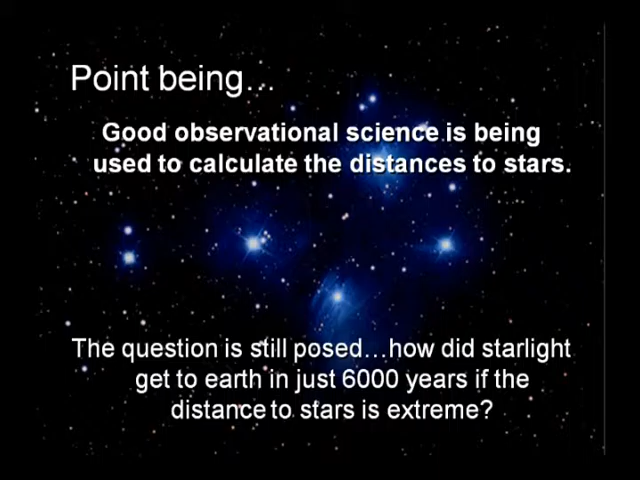 Point being...
Good observational science is being
used to calculate the distances to stars.
The question is still posed...how did starlight
get to earth in just 6000 years if the
distance to stars is extreme?